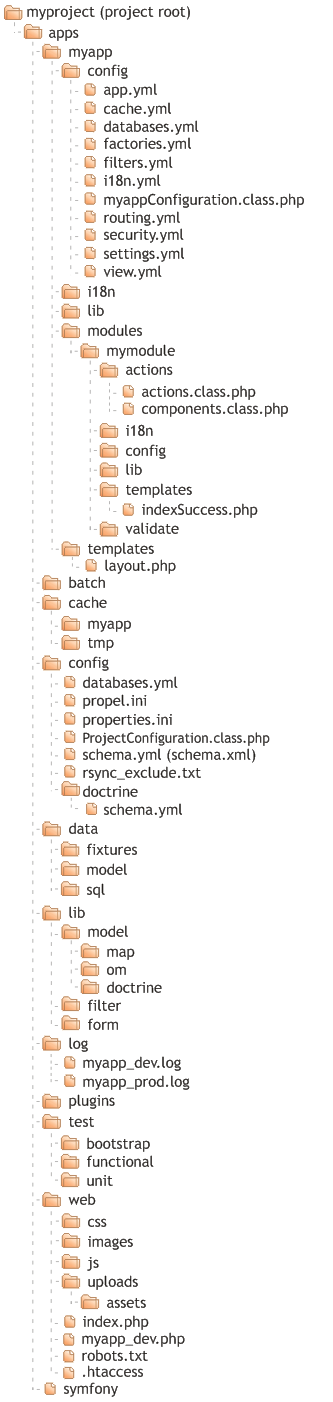 myproject (project root)
apps
myapp
config
app.yml
cache.yml
databases.yml
factories.yml
filters.yml
i18n.yml
myappConfiguration.class.php
routing.yml
security.yml
settings.yml
view.yml
i18n
lib
modules
mymodule
actions
actions.class.php
components.class.php
i18n
config
lib
templates
indexSuccess.php
validate
templates
layout.php
batch
cache
myapp
tmp
config
databases.yml
propel.ini
properties.ini
ProjectConfiguration.class.php
schema.yml (schema.xml)
rsync_exclude.txt
doctrine
schema.yml
data
fixtures
model
sql
lib
model
map
om
doctrine
filter
form
log
myapp_dev.log
myapp_prod.log
plugins
test
bootstrap
functional
unit
web
css
images
js
uploads
assets
index.php
myapp_dev.php
robots.txt
.htaccess
symfony